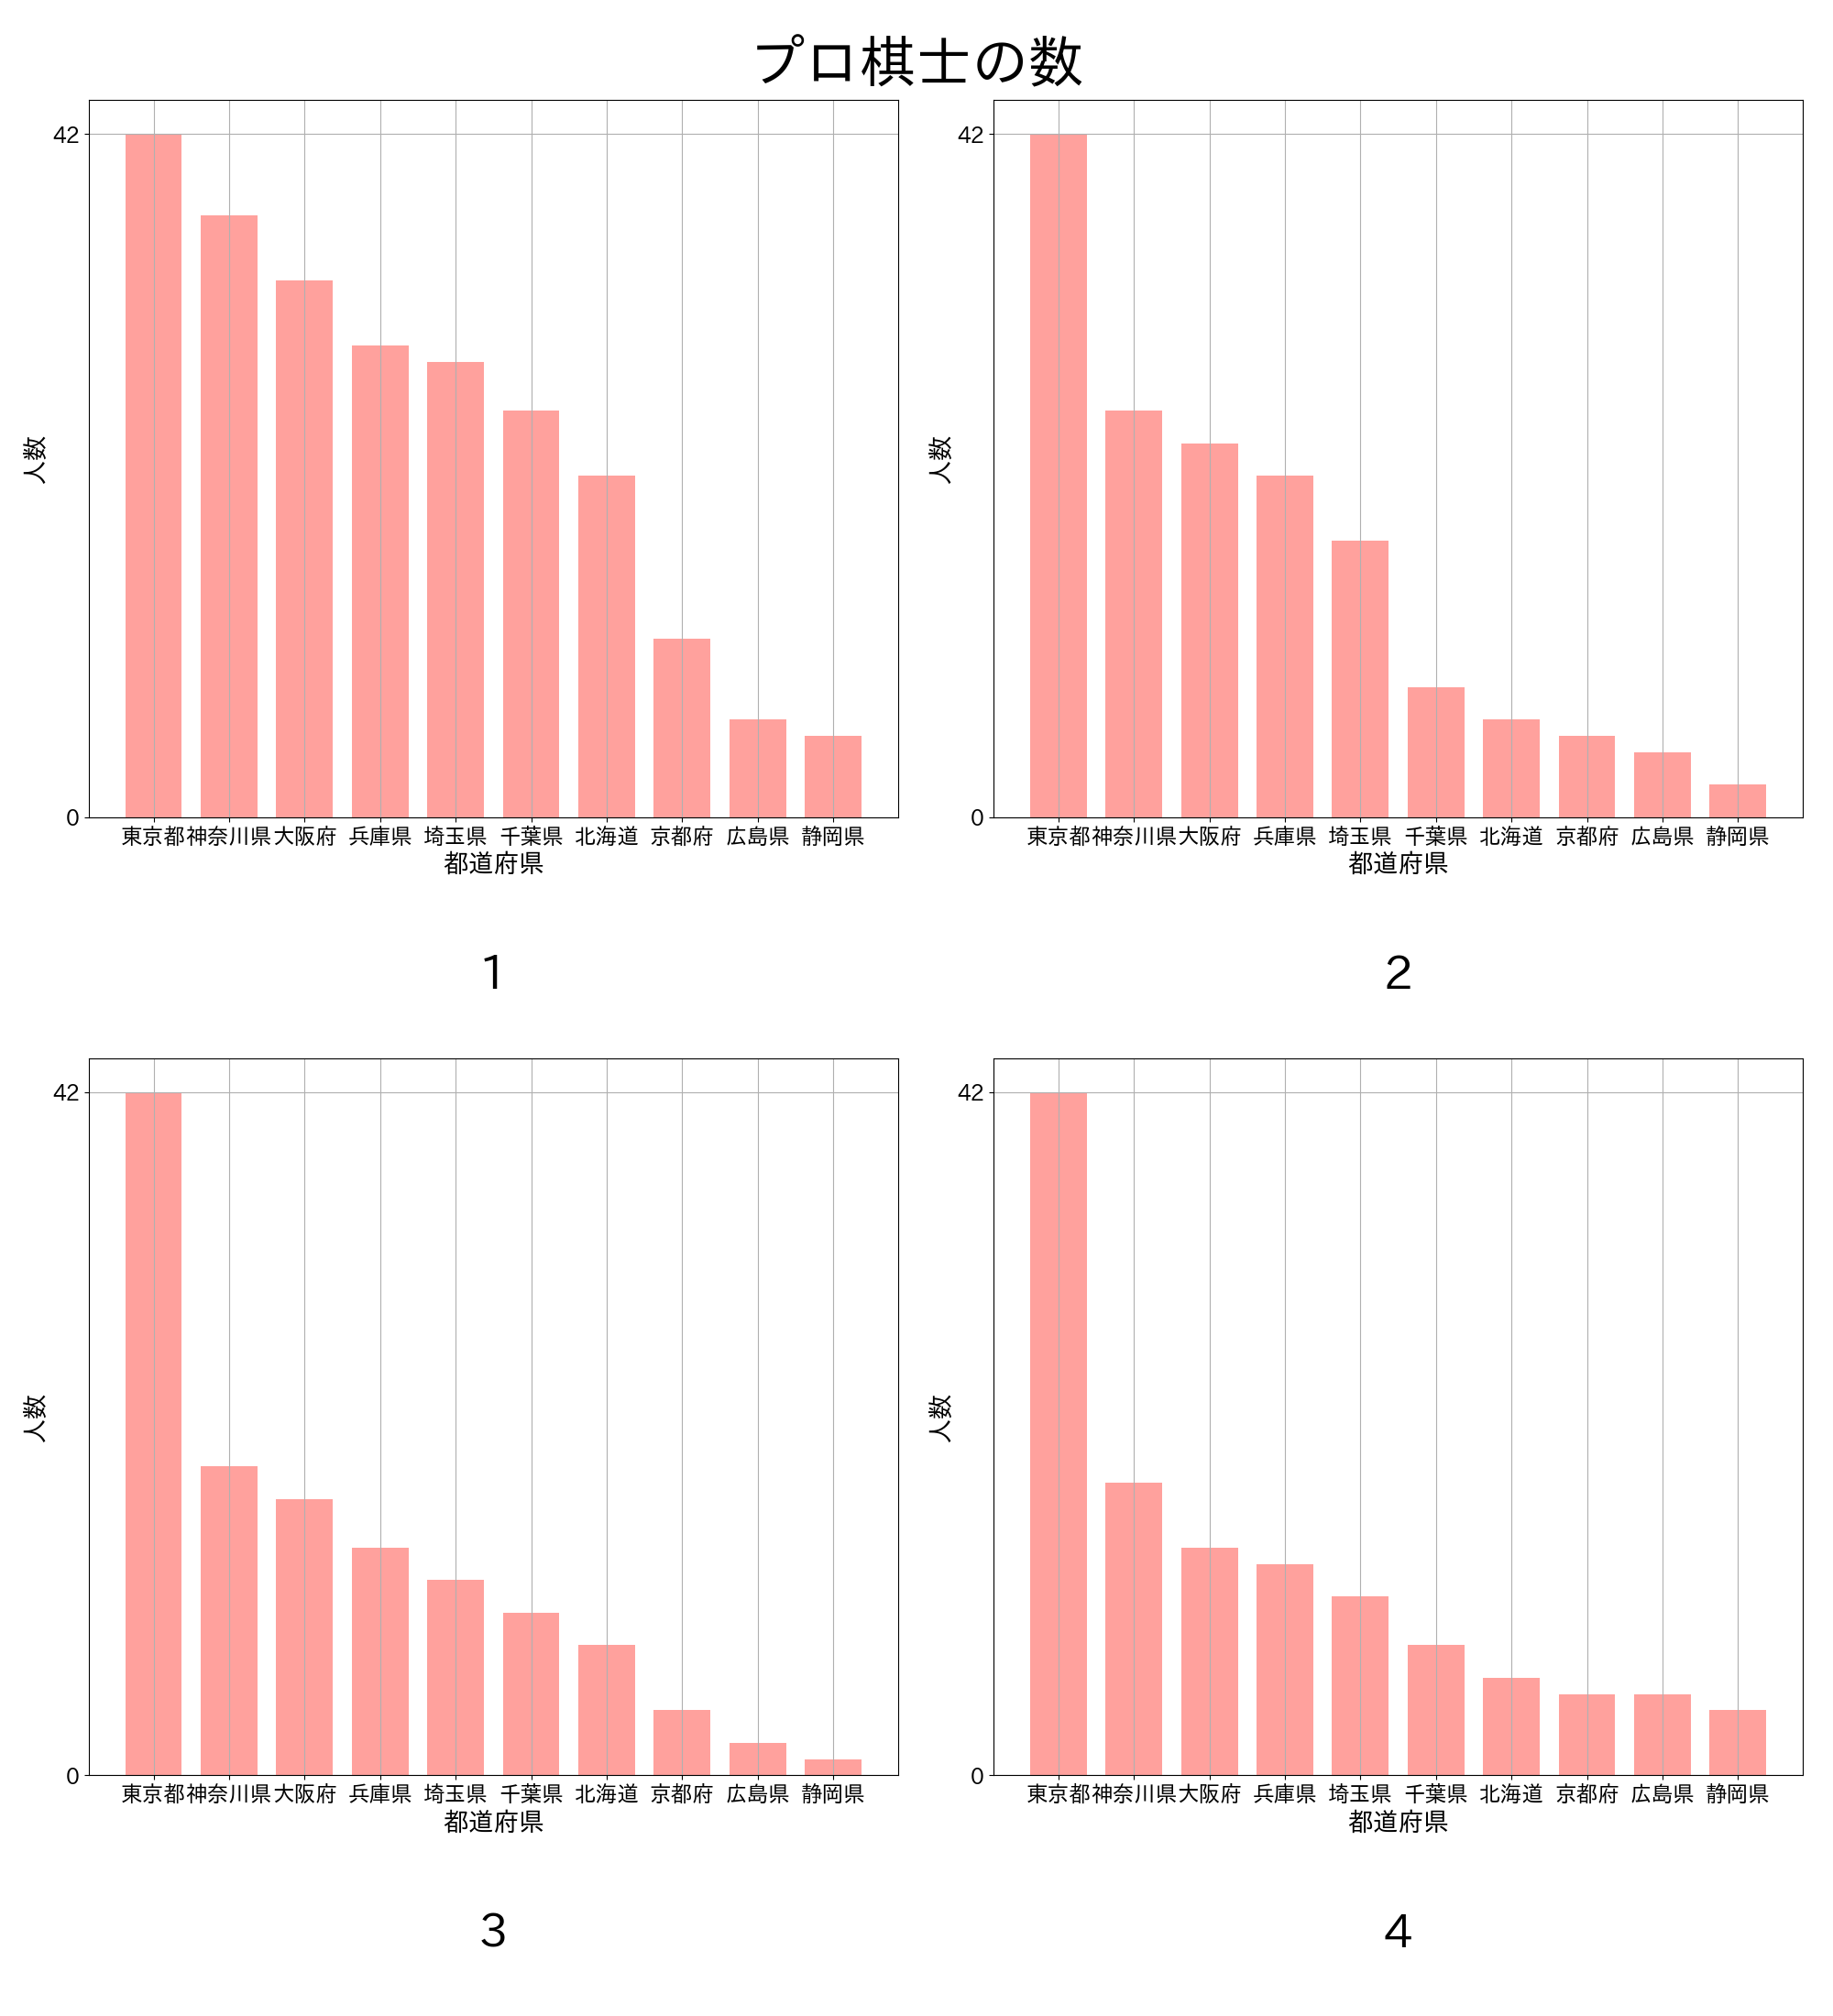 プロ棋士の数
42
0
人数
東京都 神奈川県 大阪府 兵庫県 埼玉県 千葉県 北海道 京都府 広島県 静岡県
都道府県
1
42
0
人数
東京都 神奈川県 大阪府 兵庫県 埼玉県 千葉県 北海道 京都府 広島県 静岡県
都道府県
2
42
0
人数
東京都 神奈川県 大阪府 兵庫県 埼玉県 千葉県 北海道 京都府 広島県 静岡県
都道府県
3
42
0
人数
東京都 神奈川県 大阪府 兵庫県 埼玉県 千葉県 北海道 京都府 広島県 静岡県
都道府県
4